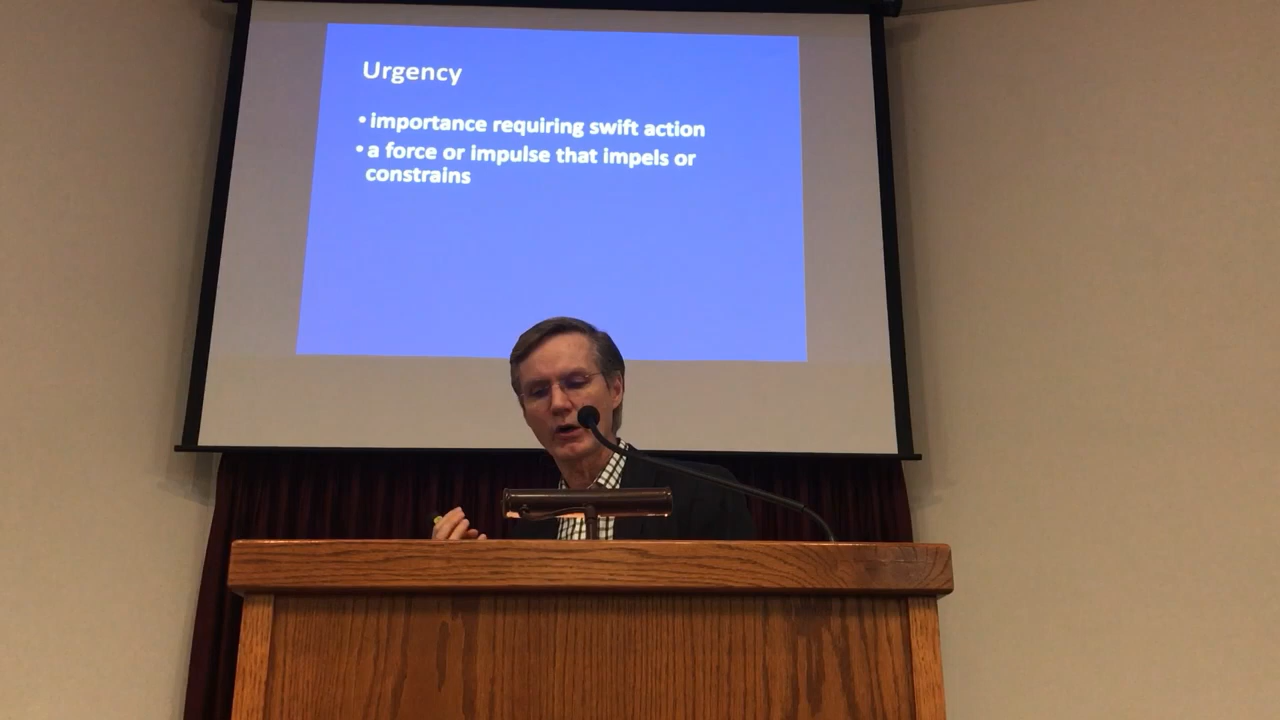 Urgency
• importance requiring swift action
• a force or impulse that impels or
constrains